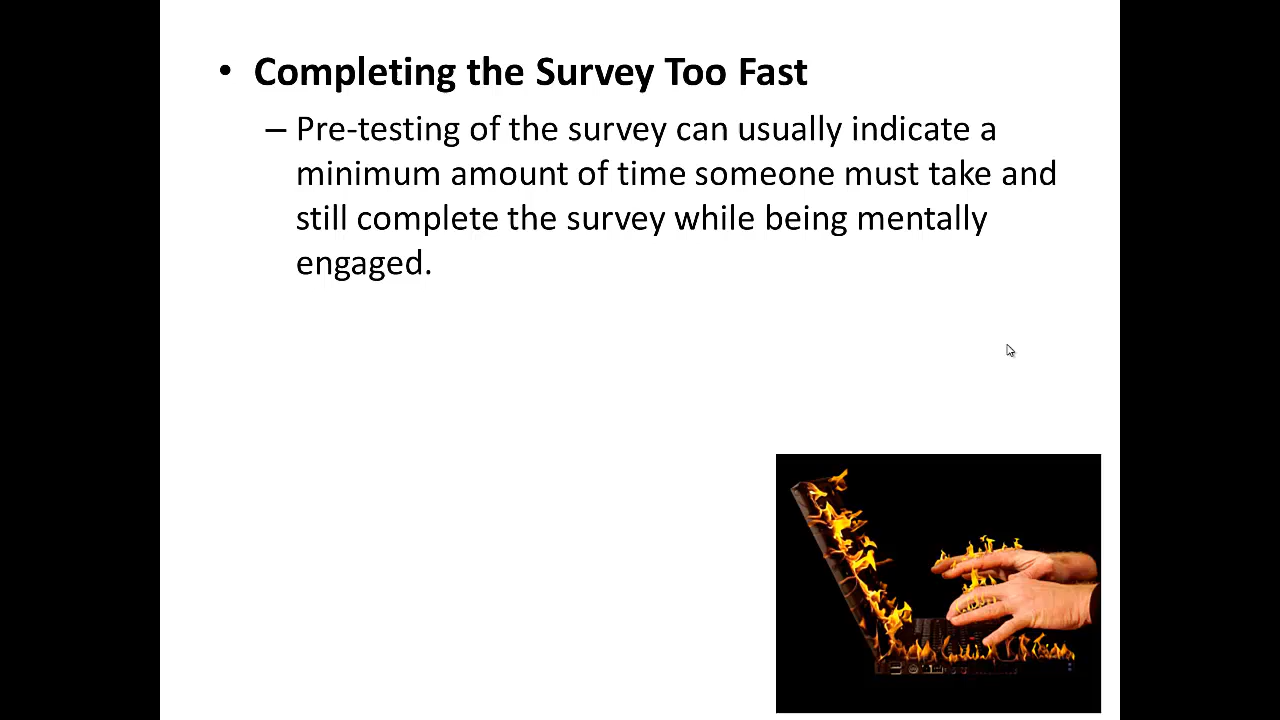 • Completing the Survey Too Fast
– Pre-testing of the survey can usually indicate a
minimum amount of time someone must take and
still complete the survey while being mentally
engaged.